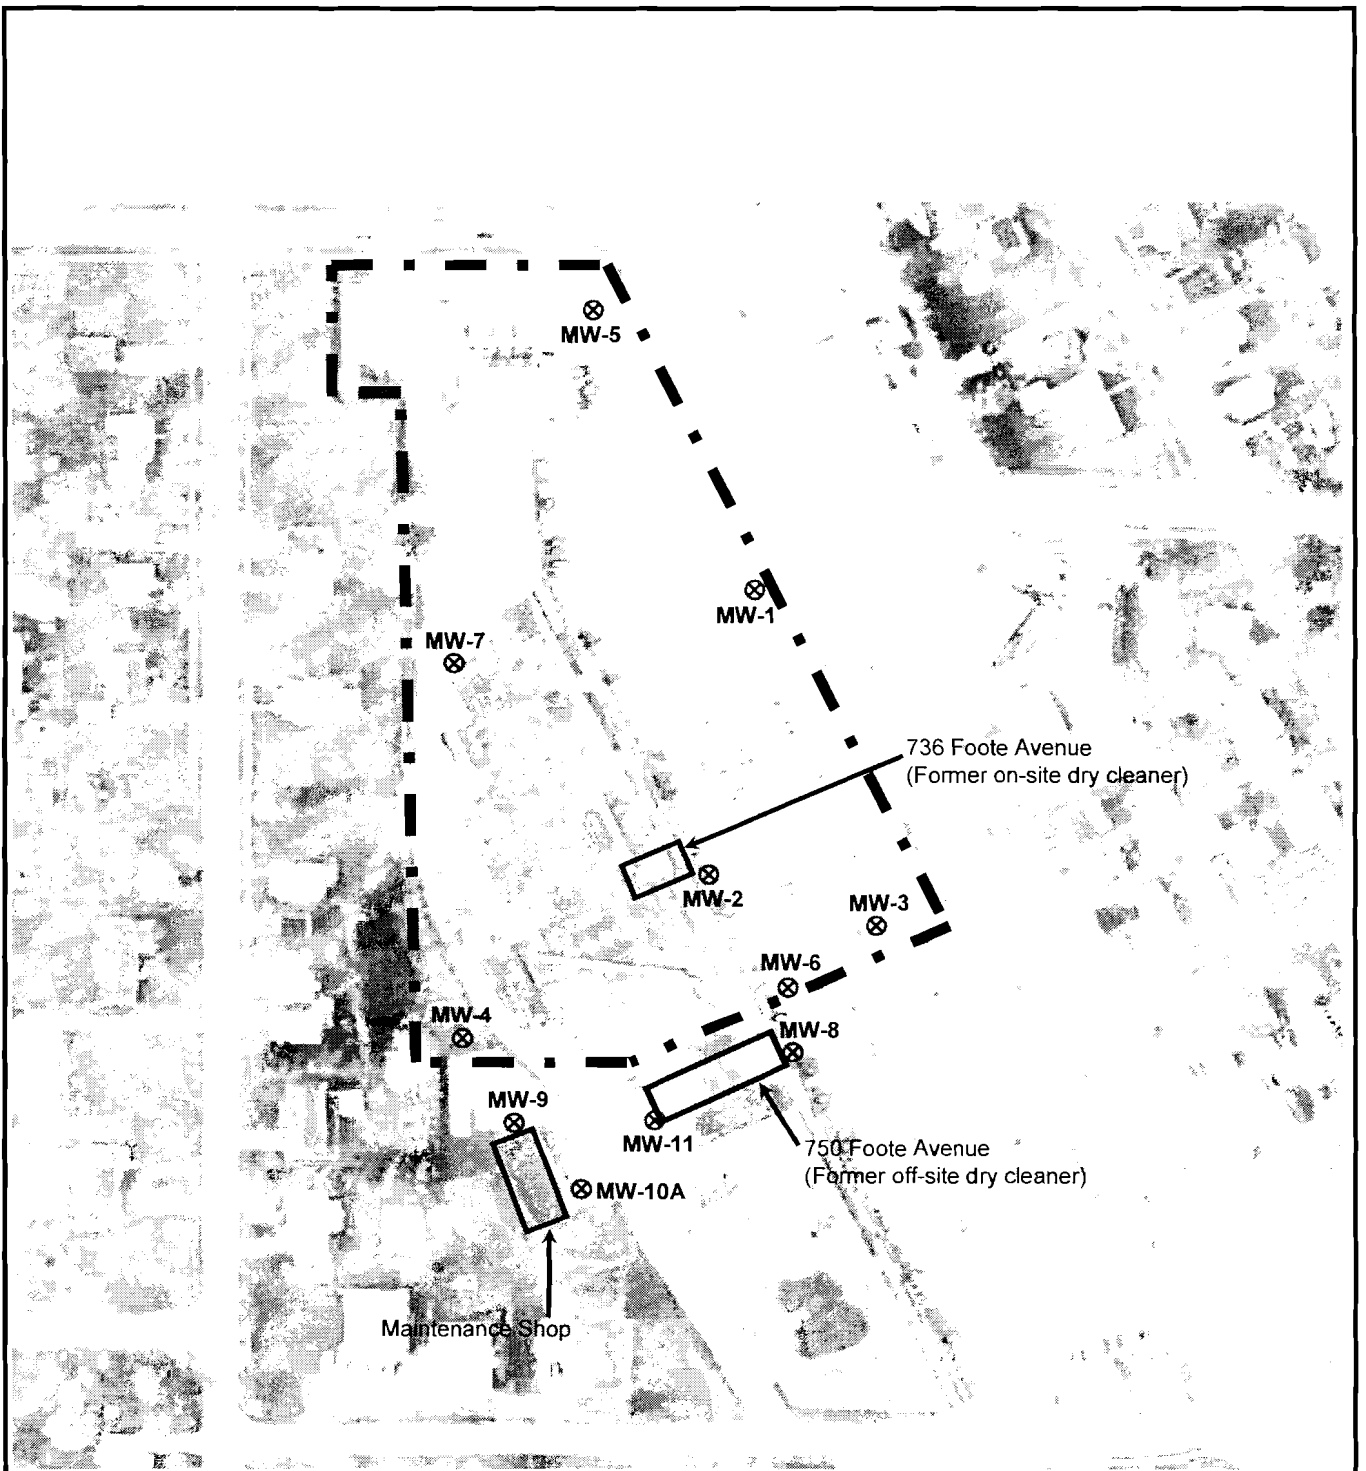 MW-5
MW-1
MW-7
736 Foote Avenue
(Former on-site dry cleaner)
MW-2
MW-3
MW-6
MW-4
MW-8
MW-9
MW-11
750 Foote Avenue
(Former off-site dry cleaner)
MW-10A
Maintenance Shop